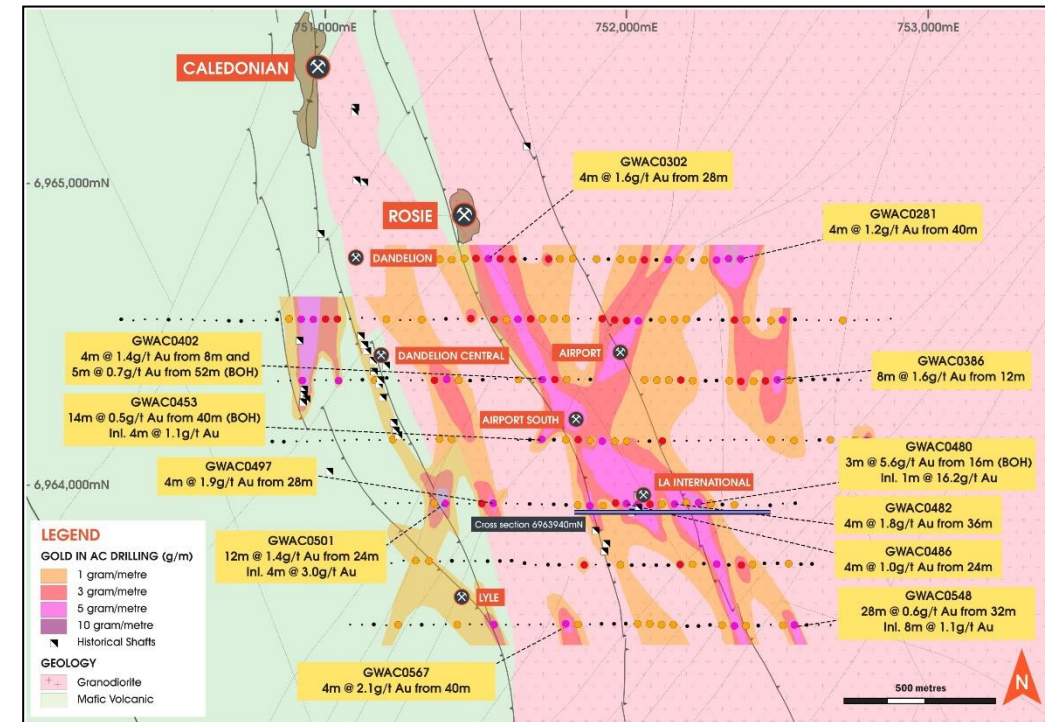 751,000mE
752,000mE
753,000mE
CALEDONIAN
GWAC0302
4m @ 1.6g/t Au from 28m
- 6,965,000mN
ROSIE
GWAC0281
4m @ 1.2g/t Au from 40m
DANDELION
GWAC0402
4m @ 1.4g/t Au from 8m and
5m @ 0.7g/t Au from 52m (BOH)
DANDELION CENTRAL
AIRPORT
GWAC0386
8m @ 1.6g/t Au from 12m
GWAC0453
14m @ 0.5g/t Au from 40m (BOH)
Inl. 4m @ 1.1g/t Au
AIRPORT SOUTH
GWAC0480
3m @ 5.6g/t Au from 16m (BOH)
Inl. 1m @ 16.2g/t Au
GWAC0497
4m @ 1.9g/t Au from 28m
- 6,964,000mN
LA INTERNATIONAL
GWAC0482
4m @ 1.8g/t Au from 36m
Cross section 6963940mN
GWAC0501
12m @ 1.4g/t Au from 24m
Inl. 4m @ 3.0g/t Au
GWAC0486
4m @ 1.0g/t Au from 24m
GWAC0548
28m @ 0.6g/t Au from 32m
Inl. 8m @ 1.1g/t Au
LYLE
GWAC0567
4m @ 2.1g/t Au from 40m
LEGEND
GOLD IN AC DRILLING (g/m)
1 gram/metre
3 gram/metre
5 gram/metre
10 gram/metre
Historical Shafts
GEOLOGY
Granodiorite
Mafic Volcanic
500 metres
N